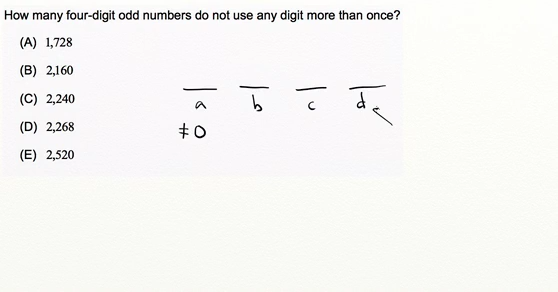 How many four-digit odd numbers do not use any digit more than once?
(A) 1,728
(B) 2,160
(C) 2,240
(D) 2,268
(E) 2,520
a b c d
≠0